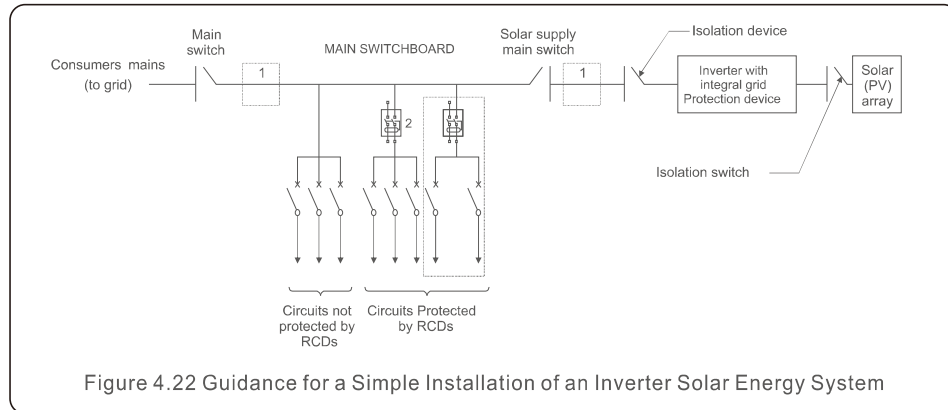 Main
switch
MAIN SWITCHBOARD
Solar supply
main switch
Isolation device
Consumers mains
(to grid)
1
1
Inverter with
integral grid
Protection device
Solar
(PV)
array
2
Isolation switch
Circuits not
protected by
RCDs
Circuits Protected
by RCDs
Figure 4.22 Guidance for a Simple Installation of an Inverter Solar Energy System